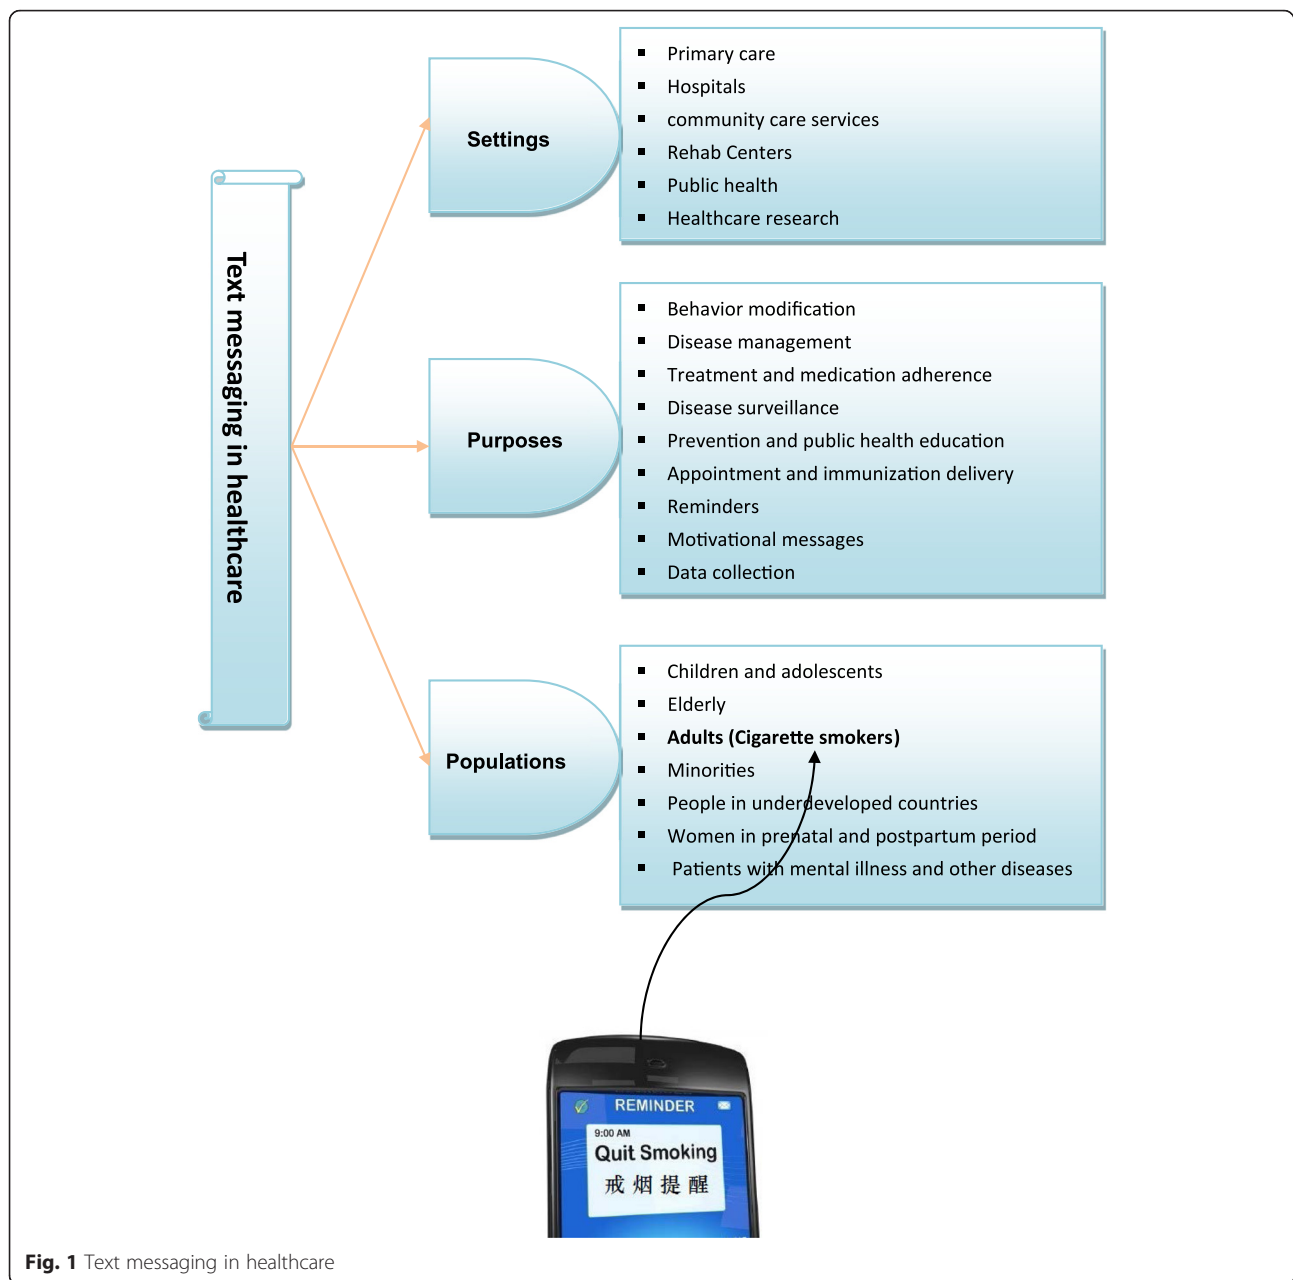 Text messaging in healthcare
Settings
Primary care
Hospitals
community care services
Rehab Centers
Public health
Healthcare research
Purposes
Behavior modification
Disease management
Treatment and medication adherence
Disease surveillance
Prevention and public health education
Appointment and immunization delivery
Reminders
Motivational messages
Data collection
Populations
Children and adolescents
Elderly
Adults (Cigarette smokers)
Minorities
People in underdeveloped countries
Women in prenatal and postpartum period
Patients with mental illness and other diseases
REMINDER
9:00 AM
Quit Smoking
戒烟提醒
Fig. 1 Text messaging in healthcare